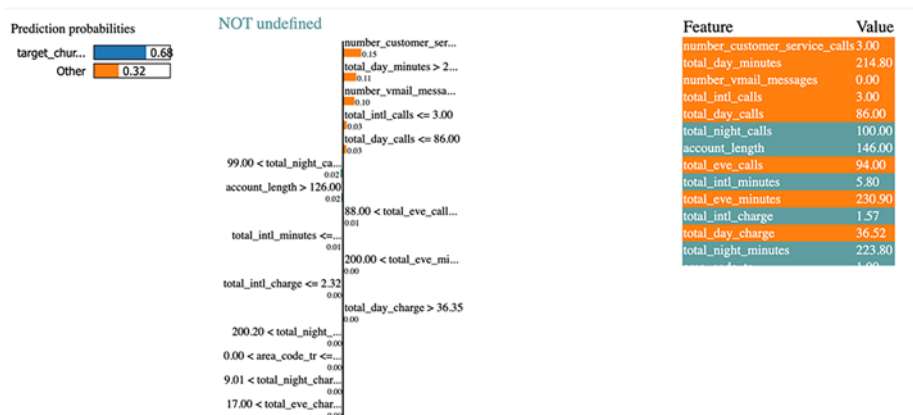 Prediction probabilities
target_chur... 0.68
Other 0.32
NOT undefined
number_customer_ser...
0.15
total_day_minutes > 2...
0.11
number_vmail_messa...
0.10
total_intl_calls <= 3.00
0.03
total_day_calls <= 86.00
0.03
99.00 < total_night_ca...
0.02
account_length > 126.00
0.02
88.00 < total_eve_call...
0.01
total_intl_minutes <=...
0.01
200.00 < total_eve_mi...
0.00
total_intl_charge <= 2.32
0.00
total_day_charge > 36.35
0.00
200.20 < total_night_...
0.00
0.00 < area_code_tr <=...
0.00
9.01 < total_night_char...
0.00
17.00 < total_eve_char...
0.00
Feature Value
number_customer_service_calls 3.00
total_day_minutes 214.80
number_vmail_messages 0.00
total_intl_calls 3.00
total_day_calls 86.00
total_night_calls 100.00
account_length 146.00
total_eve_calls 94.00
total_intl_minutes 5.80
total_eve_minutes 230.90
total_intl_charge 1.57
total_day_charge 36.52
total_night_minutes 223.80